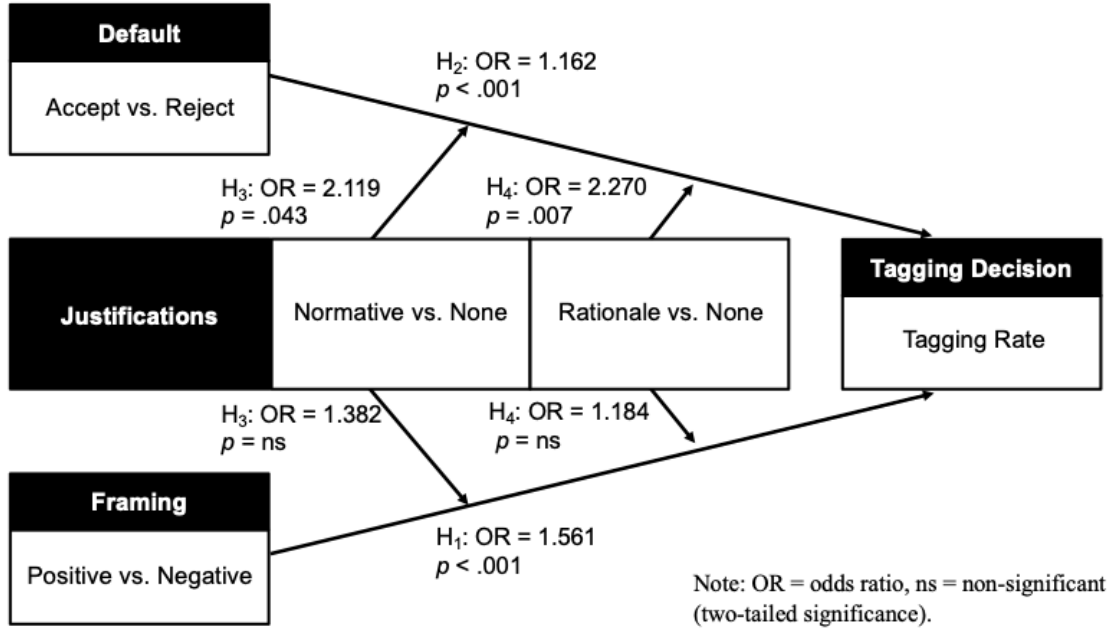 Default
Accept vs. Reject
H₂: OR = 1.162
p < .001
H₃: OR = 2.119
p = .043
H₄: OR = 2.270
p = .007
Justifications
Normative vs. None
Rationale vs. None
Tagging Decision
Tagging Rate
H₃: OR = 1.382
p = ns
H₄: OR = 1.184
p = ns
Framing
Positive vs. Negative
H₁: OR = 1.561
p < .001
Note: OR = odds ratio, ns = non-significant
(two-tailed significance).